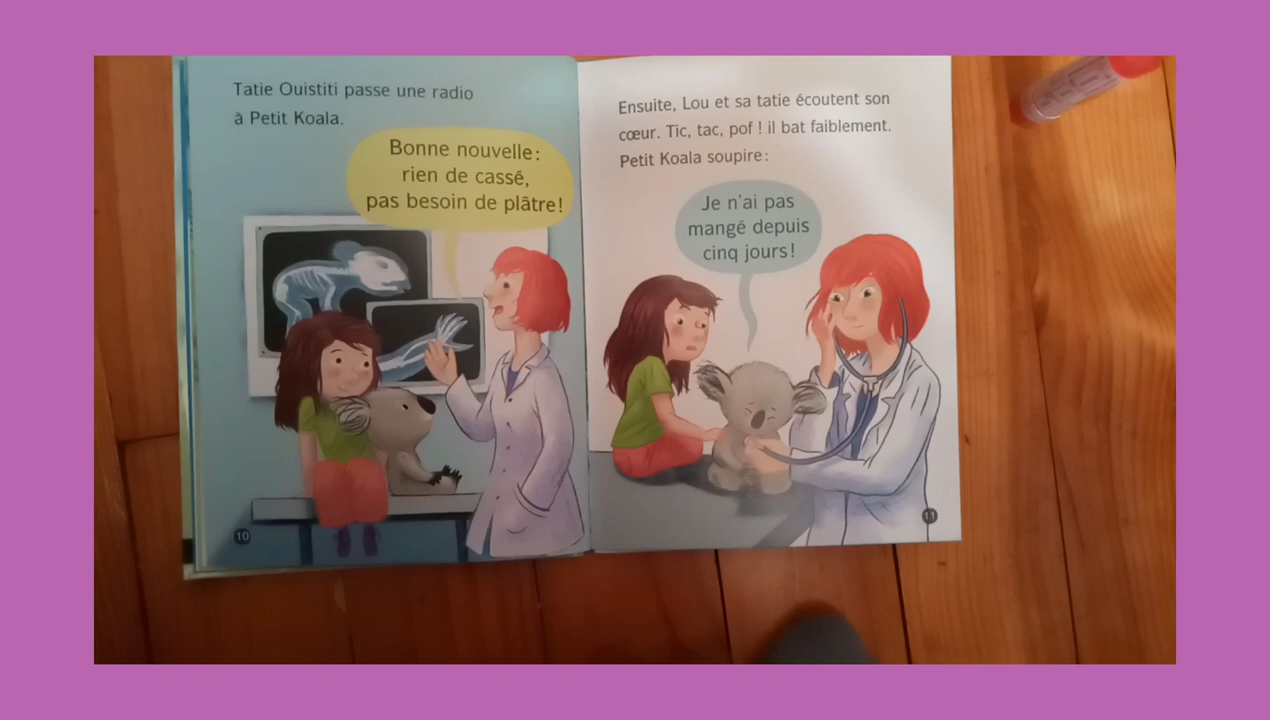 Tatie Ouistiti passe une radio
à Petit Koala.
Bonne nouvelle :
rien de cassé,
pas besoin de plâtre !
10
Ensuite, Lou et sa tatie écoutent son
cœur. Tic, tac, pof ! il bat faiblement.
Petit Koala soupire :
Je n'ai pas
mangé depuis
cinq jours !
11